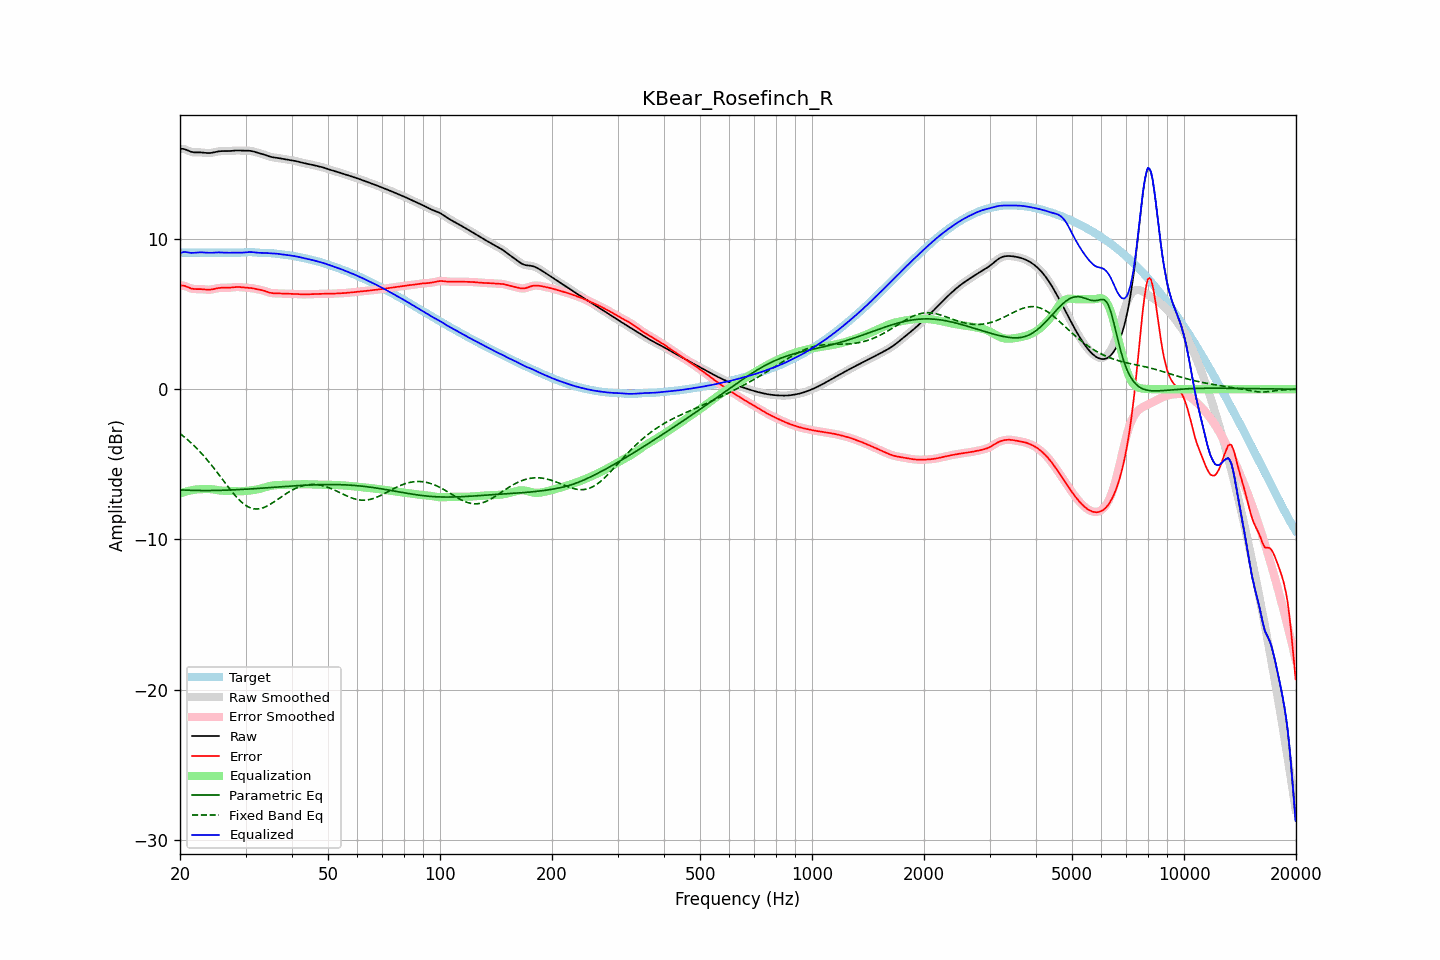 KBear_Rosefinch_R
Amplitude (dBr)
10
0
−10
−20
−30
Target
Raw Smoothed
Error Smoothed
Raw
Error
Equalization
Parametric Eq
Fixed Band Eq
Equalized
20 50 100 200 500 1000 2000 5000 10000 20000
Frequency (Hz)